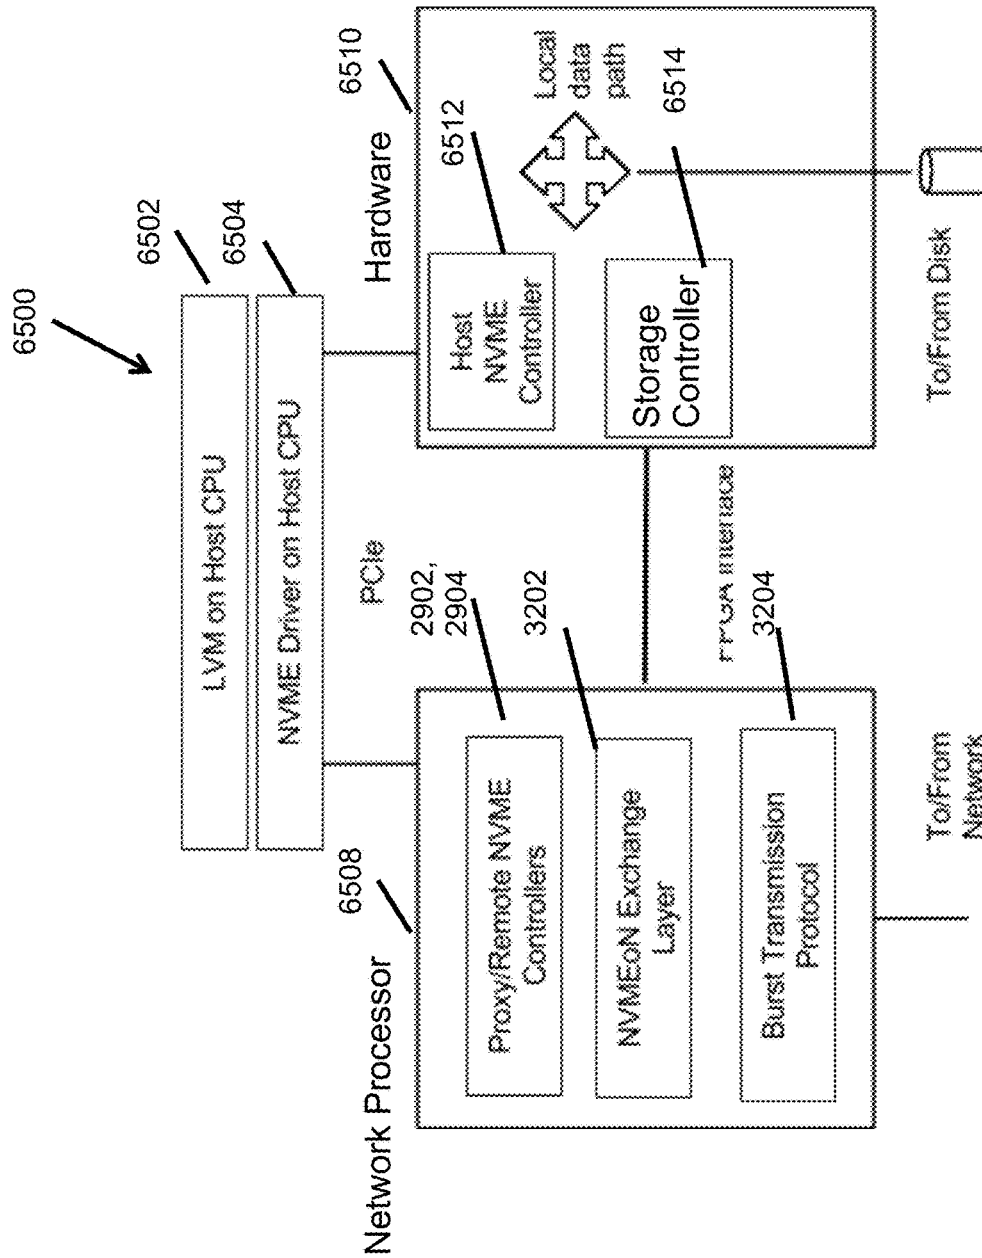 6500
6502
6504
LVM on Host CPU
NVME Driver on Host CPU
PCIe
Network Processor
6508
Proxy/Remote NVME
Controllers
2902,
2904
NVMEoN Exchange
Layer
3202
Burst Transmission
Protocol
3204
To/From
Network
Hardware
6510
Host
NVME
Controller
6512
Local
data
path
Storage
Controller
6514
To/From Disk